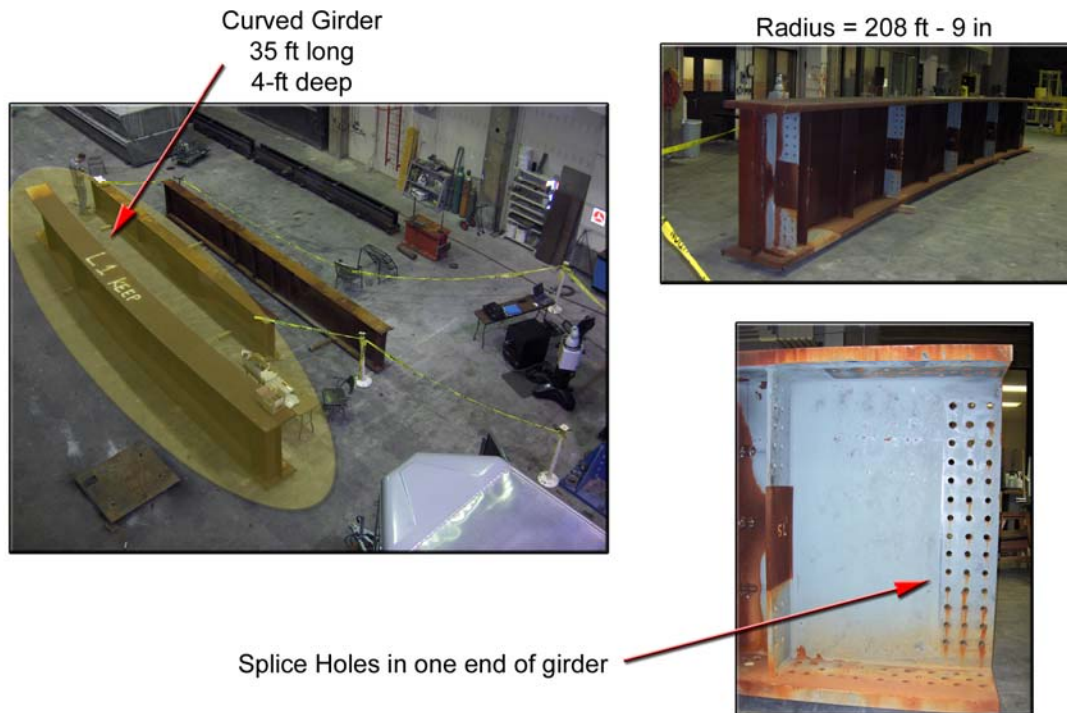 Curved Girder
35 ft long
4-ft deep
Radius = 208 ft - 9 in
L1 KEEP
Splice Holes in one end of girder